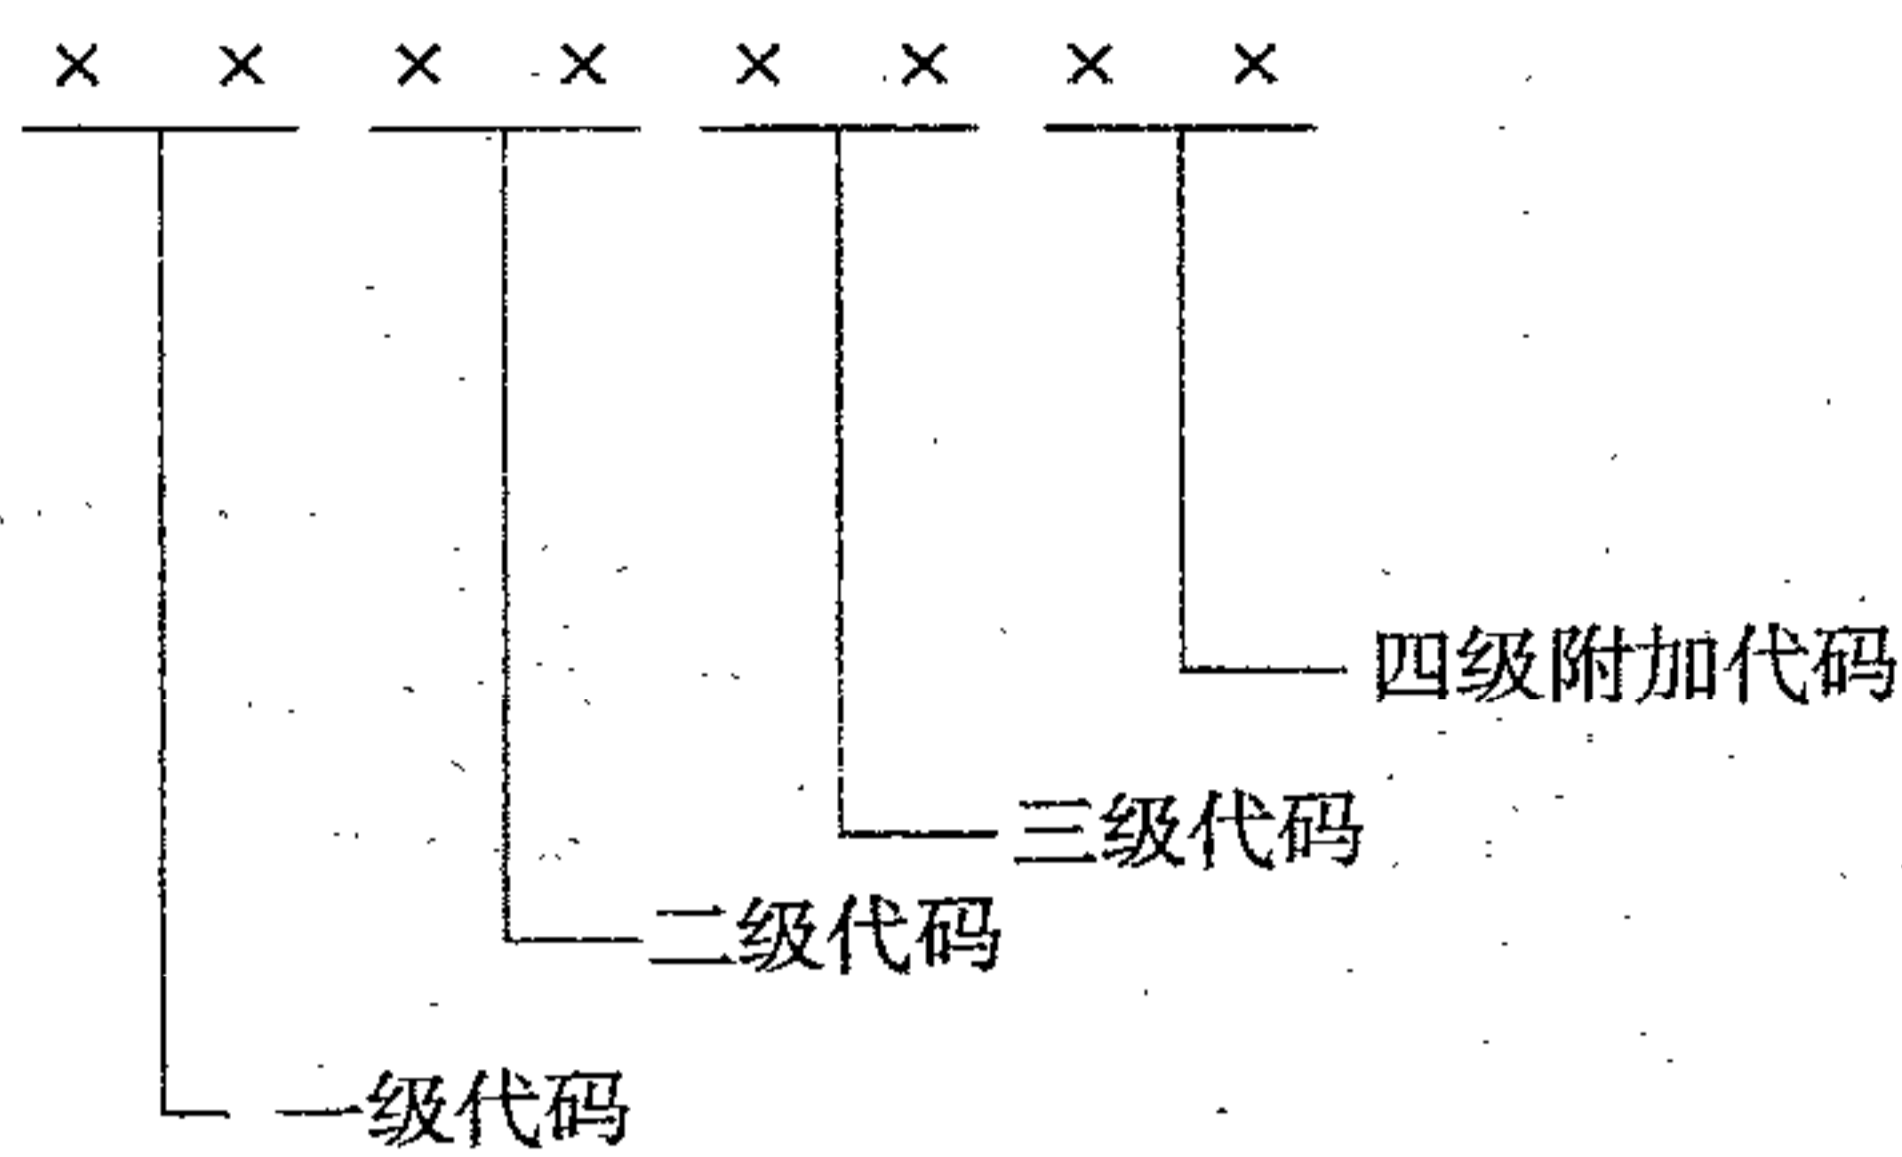 × × × × × × × ×
四级附加代码
三级代码
二级代码
一级代码